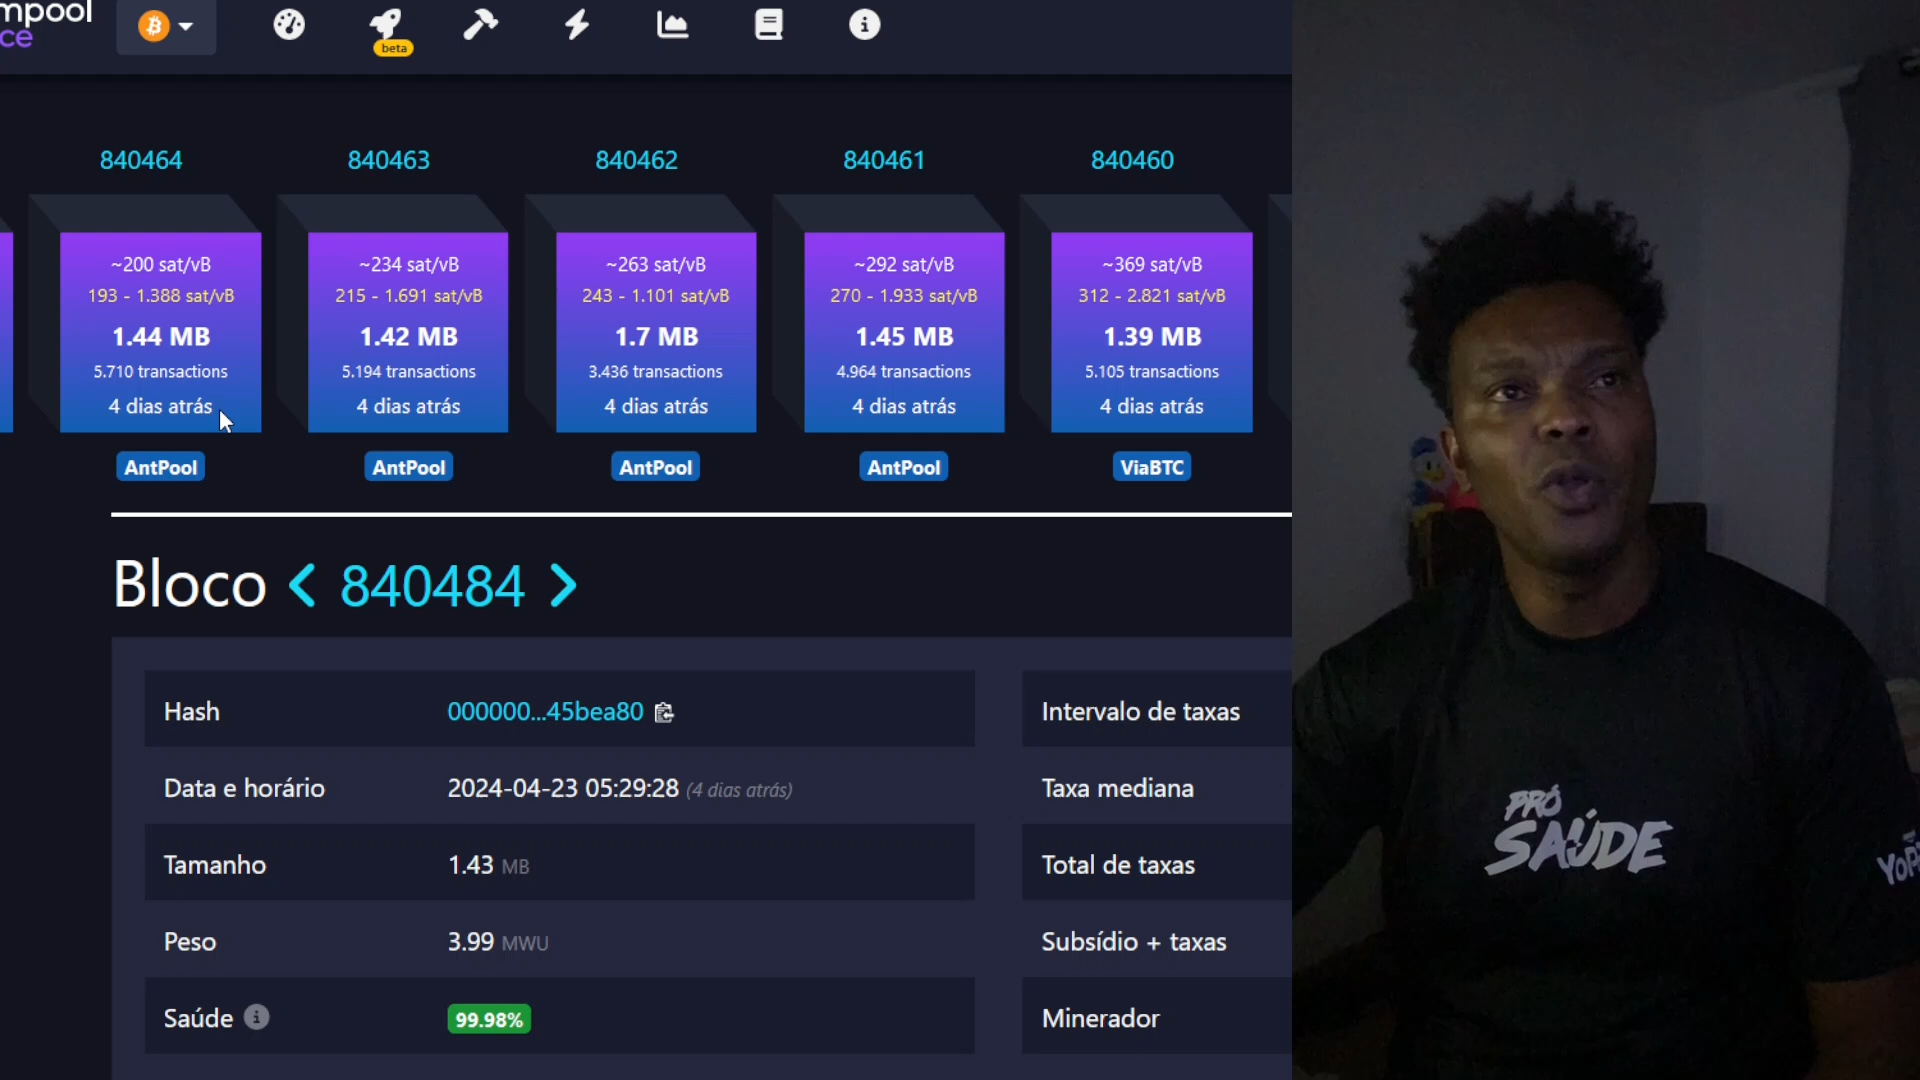 mpool
ce
beta
840464
840463
840462
840461
840460
~200 sat/vB
193 - 1.388 sat/vB
1.44 MB
5.710 transactions
4 dias atrás
AntPool
~234 sat/vB
215 - 1.691 sat/vB
1.42 MB
5.194 transactions
4 dias atrás
AntPool
~263 sat/vB
243 - 1.101 sat/vB
1.7 MB
3.436 transactions
4 dias atrás
AntPool
~292 sat/vB
270 - 1.933 sat/vB
1.45 MB
4.964 transactions
4 dias atrás
AntPool
~369 sat/vB
312 - 2.821 sat/vB
1.39 MB
5.105 transactions
4 dias atrás
ViaBTC
Bloco < 840484 >
Hash 000000...45bea80
Data e horário 2024-04-23 05:29:28 (4 dias atrás)
Tamanho 1.43 MB
Peso 3.99 MWU
Saúde 99.98%
Intervalo de taxas
Taxa mediana
Total de taxas
Subsídio + taxas
Minerador
PRÓ
SAÚDE